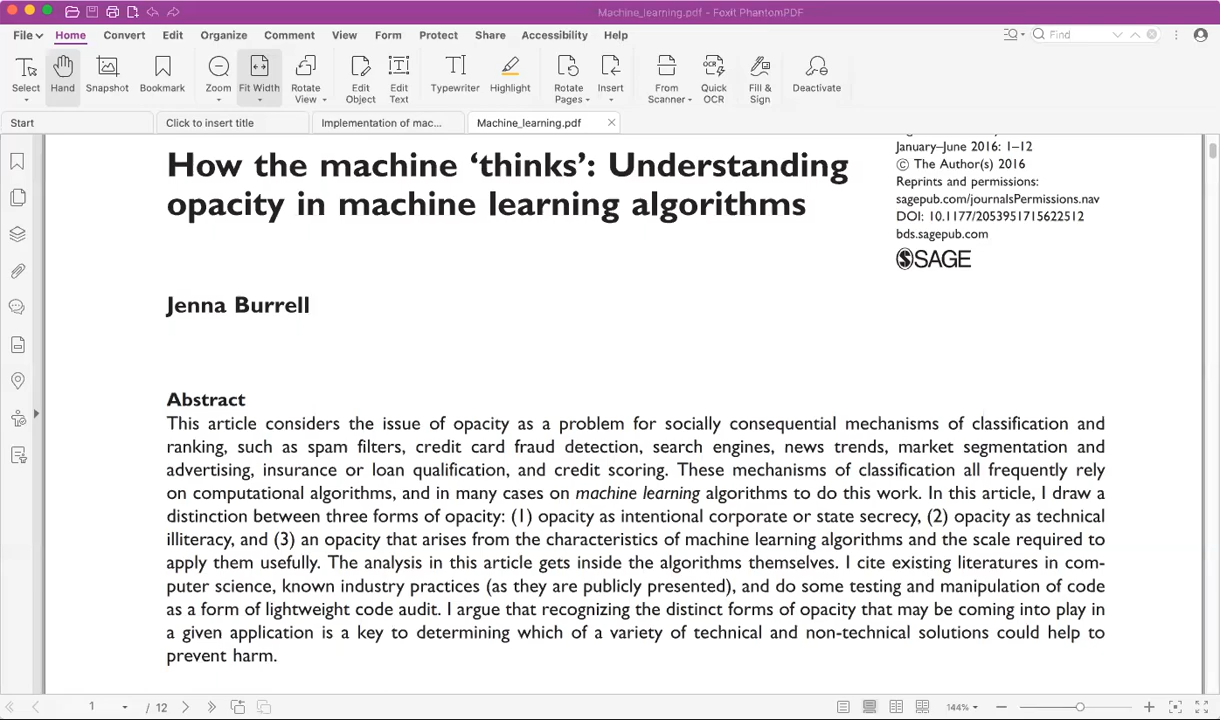 Machine_learning.pdf - Foxit PhantomPDF
File Home Convert Edit Organize Comment View Form Protect Share Accessibility Help Find
Select Hand Snapshot Bookmark Zoom Fit Width Rotate View Edit Object Edit Text Typewriter Highlight Rotate Pages Insert From Scanner Quick OCR Fill & Sign Deactivate
Start Click to insert title Implementation of mac... Machine_learning.pdf
How the machine ‘thinks’: Understanding
opacity in machine learning algorithms
January–June 2016: 1–12
© The Author(s) 2016
Reprints and permissions:
sagepub.com/journalsPermissions.nav
DOI: 10.1177/2053951715622512
bds.sagepub.com
SAGE
Jenna Burrell
Abstract
This article considers the issue of opacity as a problem for socially consequential mechanisms of classification and
ranking, such as spam filters, credit card fraud detection, search engines, news trends, market segmentation and
advertising, insurance or loan qualification, and credit scoring. These mechanisms of classification all frequently rely
on computational algorithms, and in many cases on machine learning algorithms to do this work. In this article, I draw a
distinction between three forms of opacity: (1) opacity as intentional corporate or state secrecy, (2) opacity as technical
illiteracy, and (3) an opacity that arises from the characteristics of machine learning algorithms and the scale required to
apply them usefully. The analysis in this article gets inside the algorithms themselves. I cite existing literatures in com-
puter science, known industry practices (as they are publicly presented), and do some testing and manipulation of code
as a form of lightweight code audit. I argue that recognizing the distinct forms of opacity that may be coming into play in
a given application is a key to determining which of a variety of technical and non-technical solutions could help to
prevent harm.
1 / 12 144%